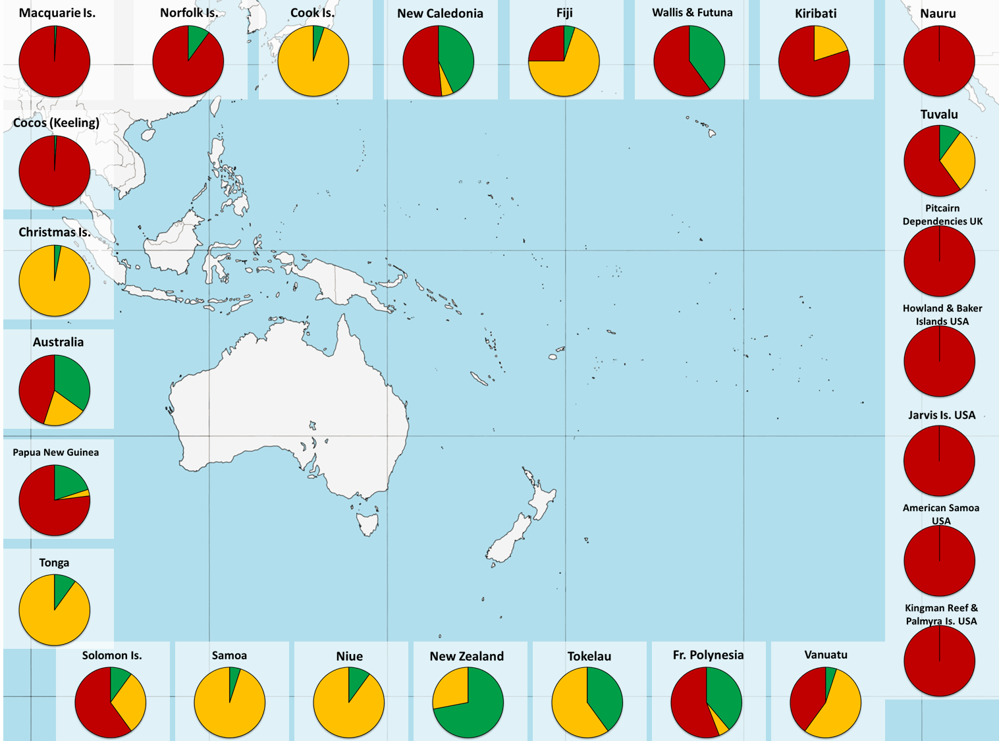 Macquarie Is.
Norfolk Is.
Cook Is.
New Caledonia
Fiji
Wallis & Futuna
Kiribati
Nauru
Cocos (Keeling)
Tuvalu
Pitcairn
Dependencies UK
Christmas Is.
Howland & Baker
Islands USA
Australia
Jarvis Is. USA
Papua New Guinea
American Samoa
USA
Tonga
Kingman Reef &
Palmyra Is. USA
Solomon Is.
Samoa
Niue
New Zealand
Tokelau
Fr. Polynesia
Vanuatu